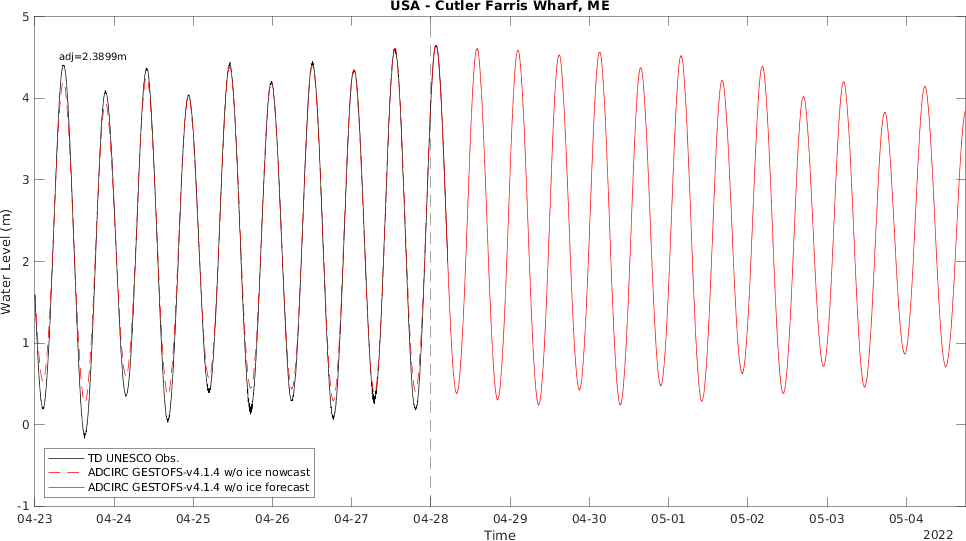 USA - Cutler Farris Wharf, ME
adj=2.3899m
5
4
3
2
1
0
-1
Water Level (m)
TD UNESCO Obs.
ADCIRC GESTOFS-v4.1.4 w/o ice nowcast
ADCIRC GESTOFS-v4.1.4 w/o ice forecast
04-23 04-24 04-25 04-26 04-27 04-28 04-29 04-30 05-01 05-02 05-03 05-04
Time
2022